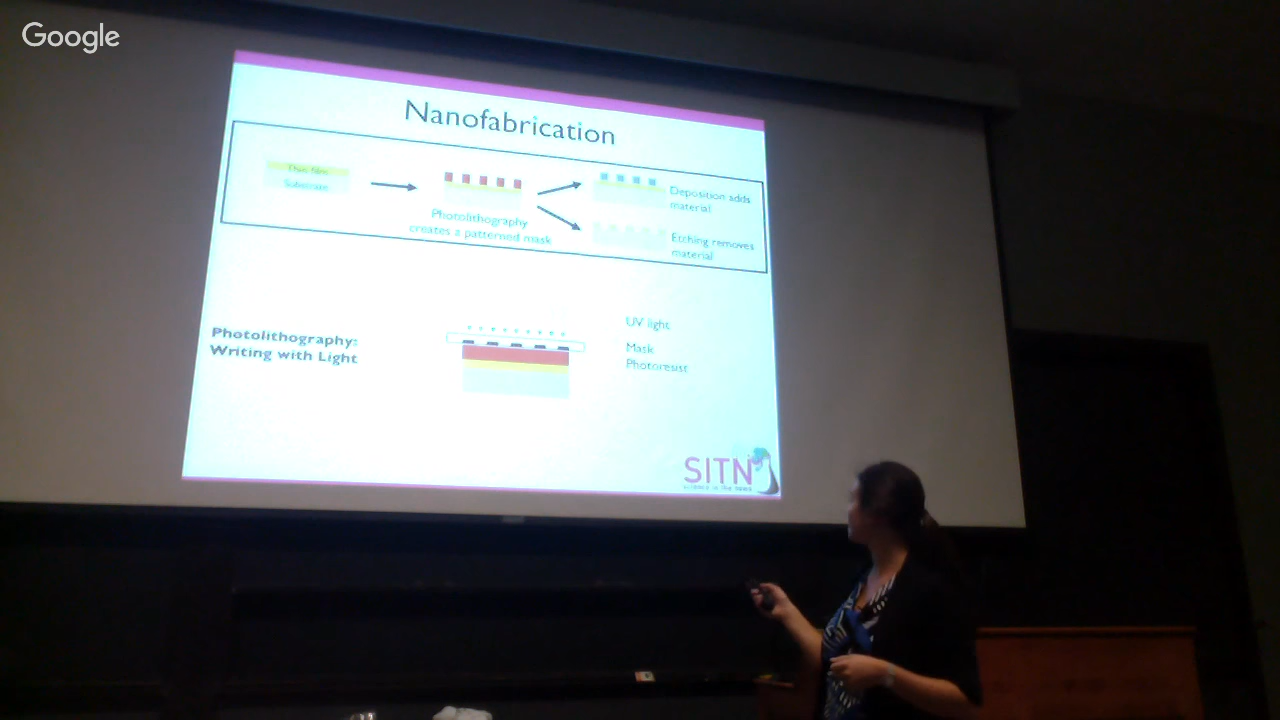 Google
Nanofabrication
Thin film
Substrate
Photolithography
creates a patterned mask
Deposition adds
material
Etching removes
material
Photolithography:
Writing with Light
UV light
Mask
Photoresist
SITN